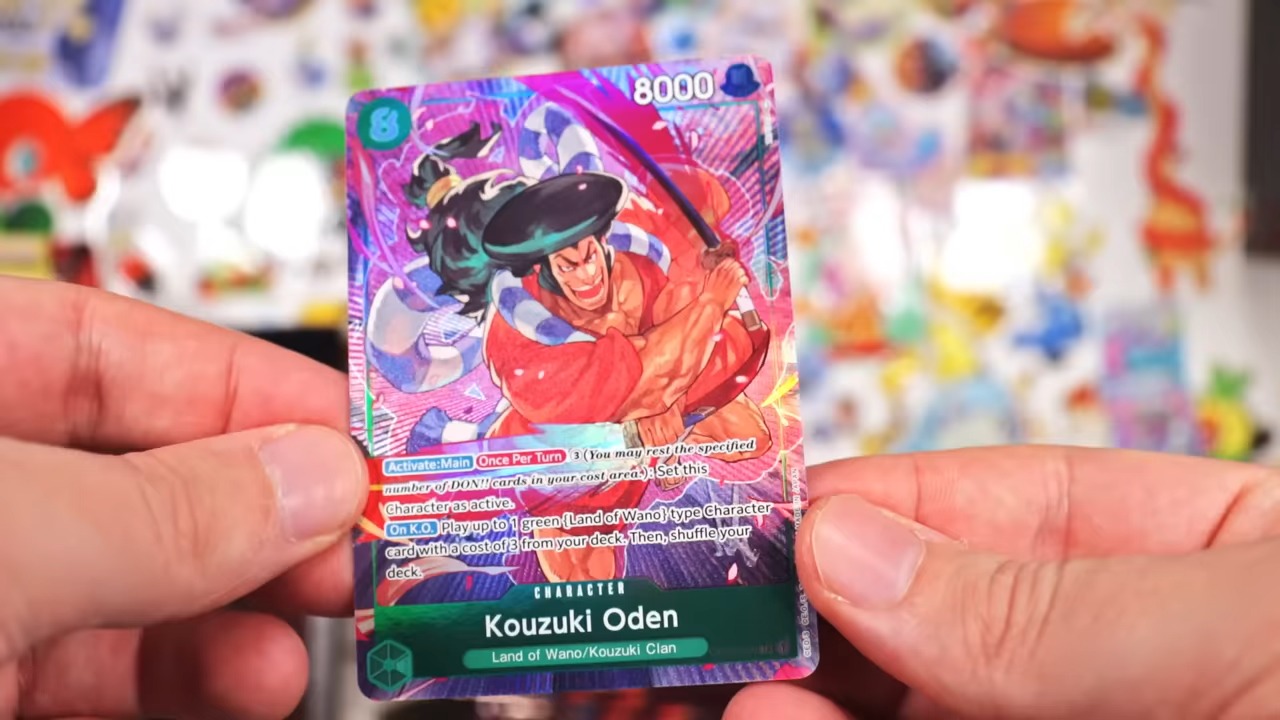 8 8000
Activate:Main Once Per Turn ③ (You may rest the specified
number of DON!! cards in your cost area.): Set this
Character as active.
On K.O. Play up to 1 green {Land of Wano} type Character
card with a cost of 3 from your deck. Then, shuffle your
deck.
CHARACTER
Kouzuki Oden
Land of Wano/Kouzuki Clan